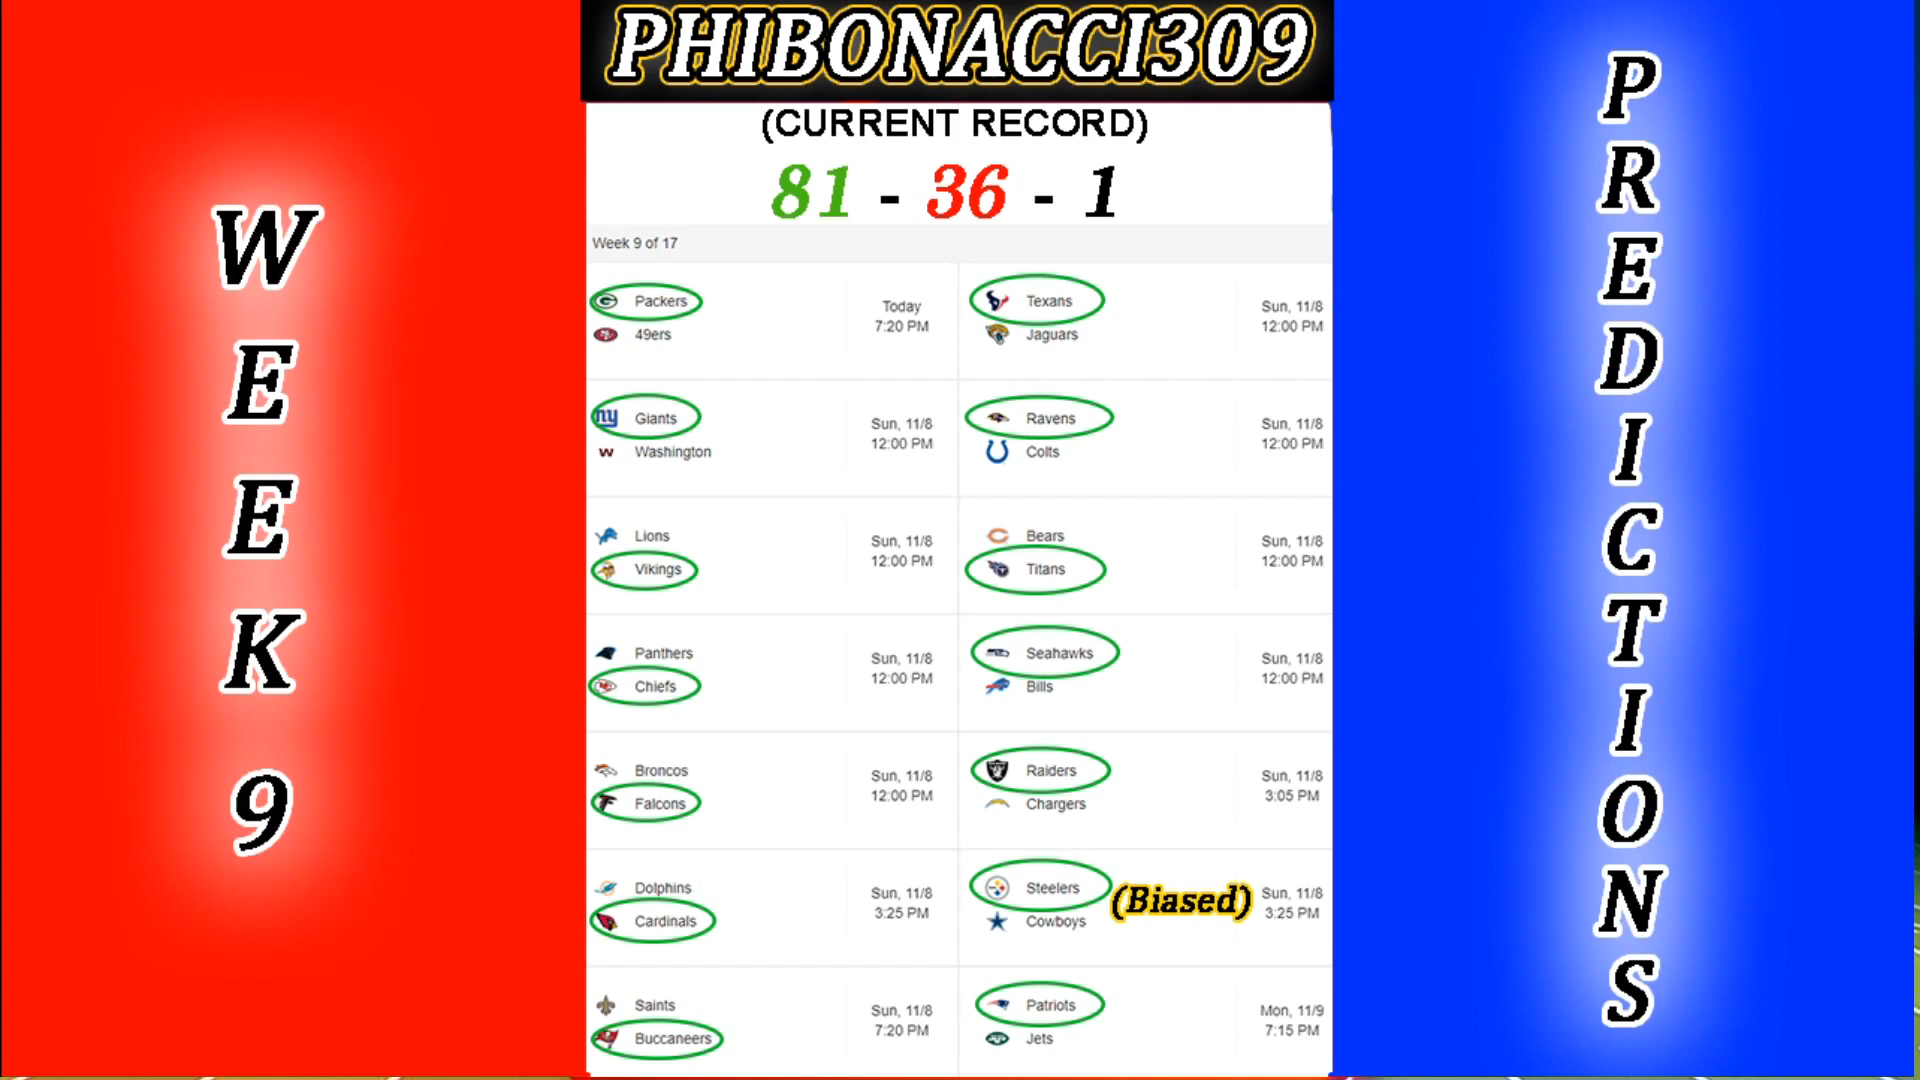 PHIBONACCI309
(CURRENT RECORD)
81 - 36 - 1
WEEK 9
PREDICTIONS
Week 9 of 17
Packers
49ers
Today
7:20 PM
Texans
Jaguars
Sun, 11/8
12:00 PM
ny
Giants
W Washington
Sun, 11/8
12:00 PM
Ravens
Colts
Sun, 11/8
12:00 PM
Lions
Vikings
Sun, 11/8
12:00 PM
Bears
Titans
Sun, 11/8
12:00 PM
Panthers
Chiefs
Sun, 11/8
12:00 PM
Seahawks
Bills
Sun, 11/8
12:00 PM
Broncos
Falcons
Sun, 11/8
12:00 PM
Raiders
Chargers
Sun, 11/8
3:05 PM
Dolphins
Cardinals
Sun, 11/8
3:25 PM
Steelers
Cowboys
(Biased)
Sun, 11/8
3:25 PM
Saints
Buccaneers
Sun, 11/8
7:20 PM
Patriots
Jets
Mon, 11/9
7:15 PM